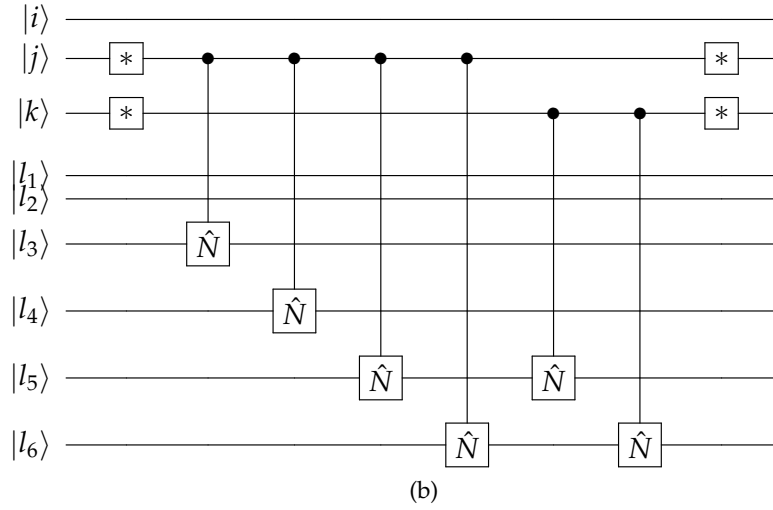 |i⟩
|j⟩ * *
|k⟩ * *
|l₁⟩
|l₂⟩
|l₃⟩ N̂
|l₄⟩ N̂
|l₅⟩ N̂ N̂
|l₆⟩ N̂ N̂
(b)